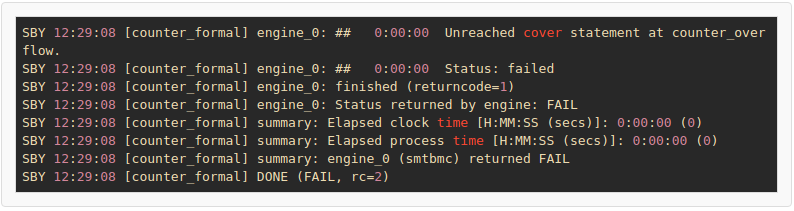 SBY 12:29:08 [counter_formal] engine_0: ##   0:00:00  Unreached cover statement at counter_over
flow.
SBY 12:29:08 [counter_formal] engine_0: ##   0:00:00  Status: failed
SBY 12:29:08 [counter_formal] engine_0: finished (returncode=1)
SBY 12:29:08 [counter_formal] engine_0: Status returned by engine: FAIL
SBY 12:29:08 [counter_formal] summary: Elapsed clock time [H:MM:SS (secs)]: 0:00:00 (0)
SBY 12:29:08 [counter_formal] summary: Elapsed process time [H:MM:SS (secs)]: 0:00:00 (0)
SBY 12:29:08 [counter_formal] summary: engine_0 (smtbmc) returned FAIL
SBY 12:29:08 [counter_formal] DONE (FAIL, rc=2)